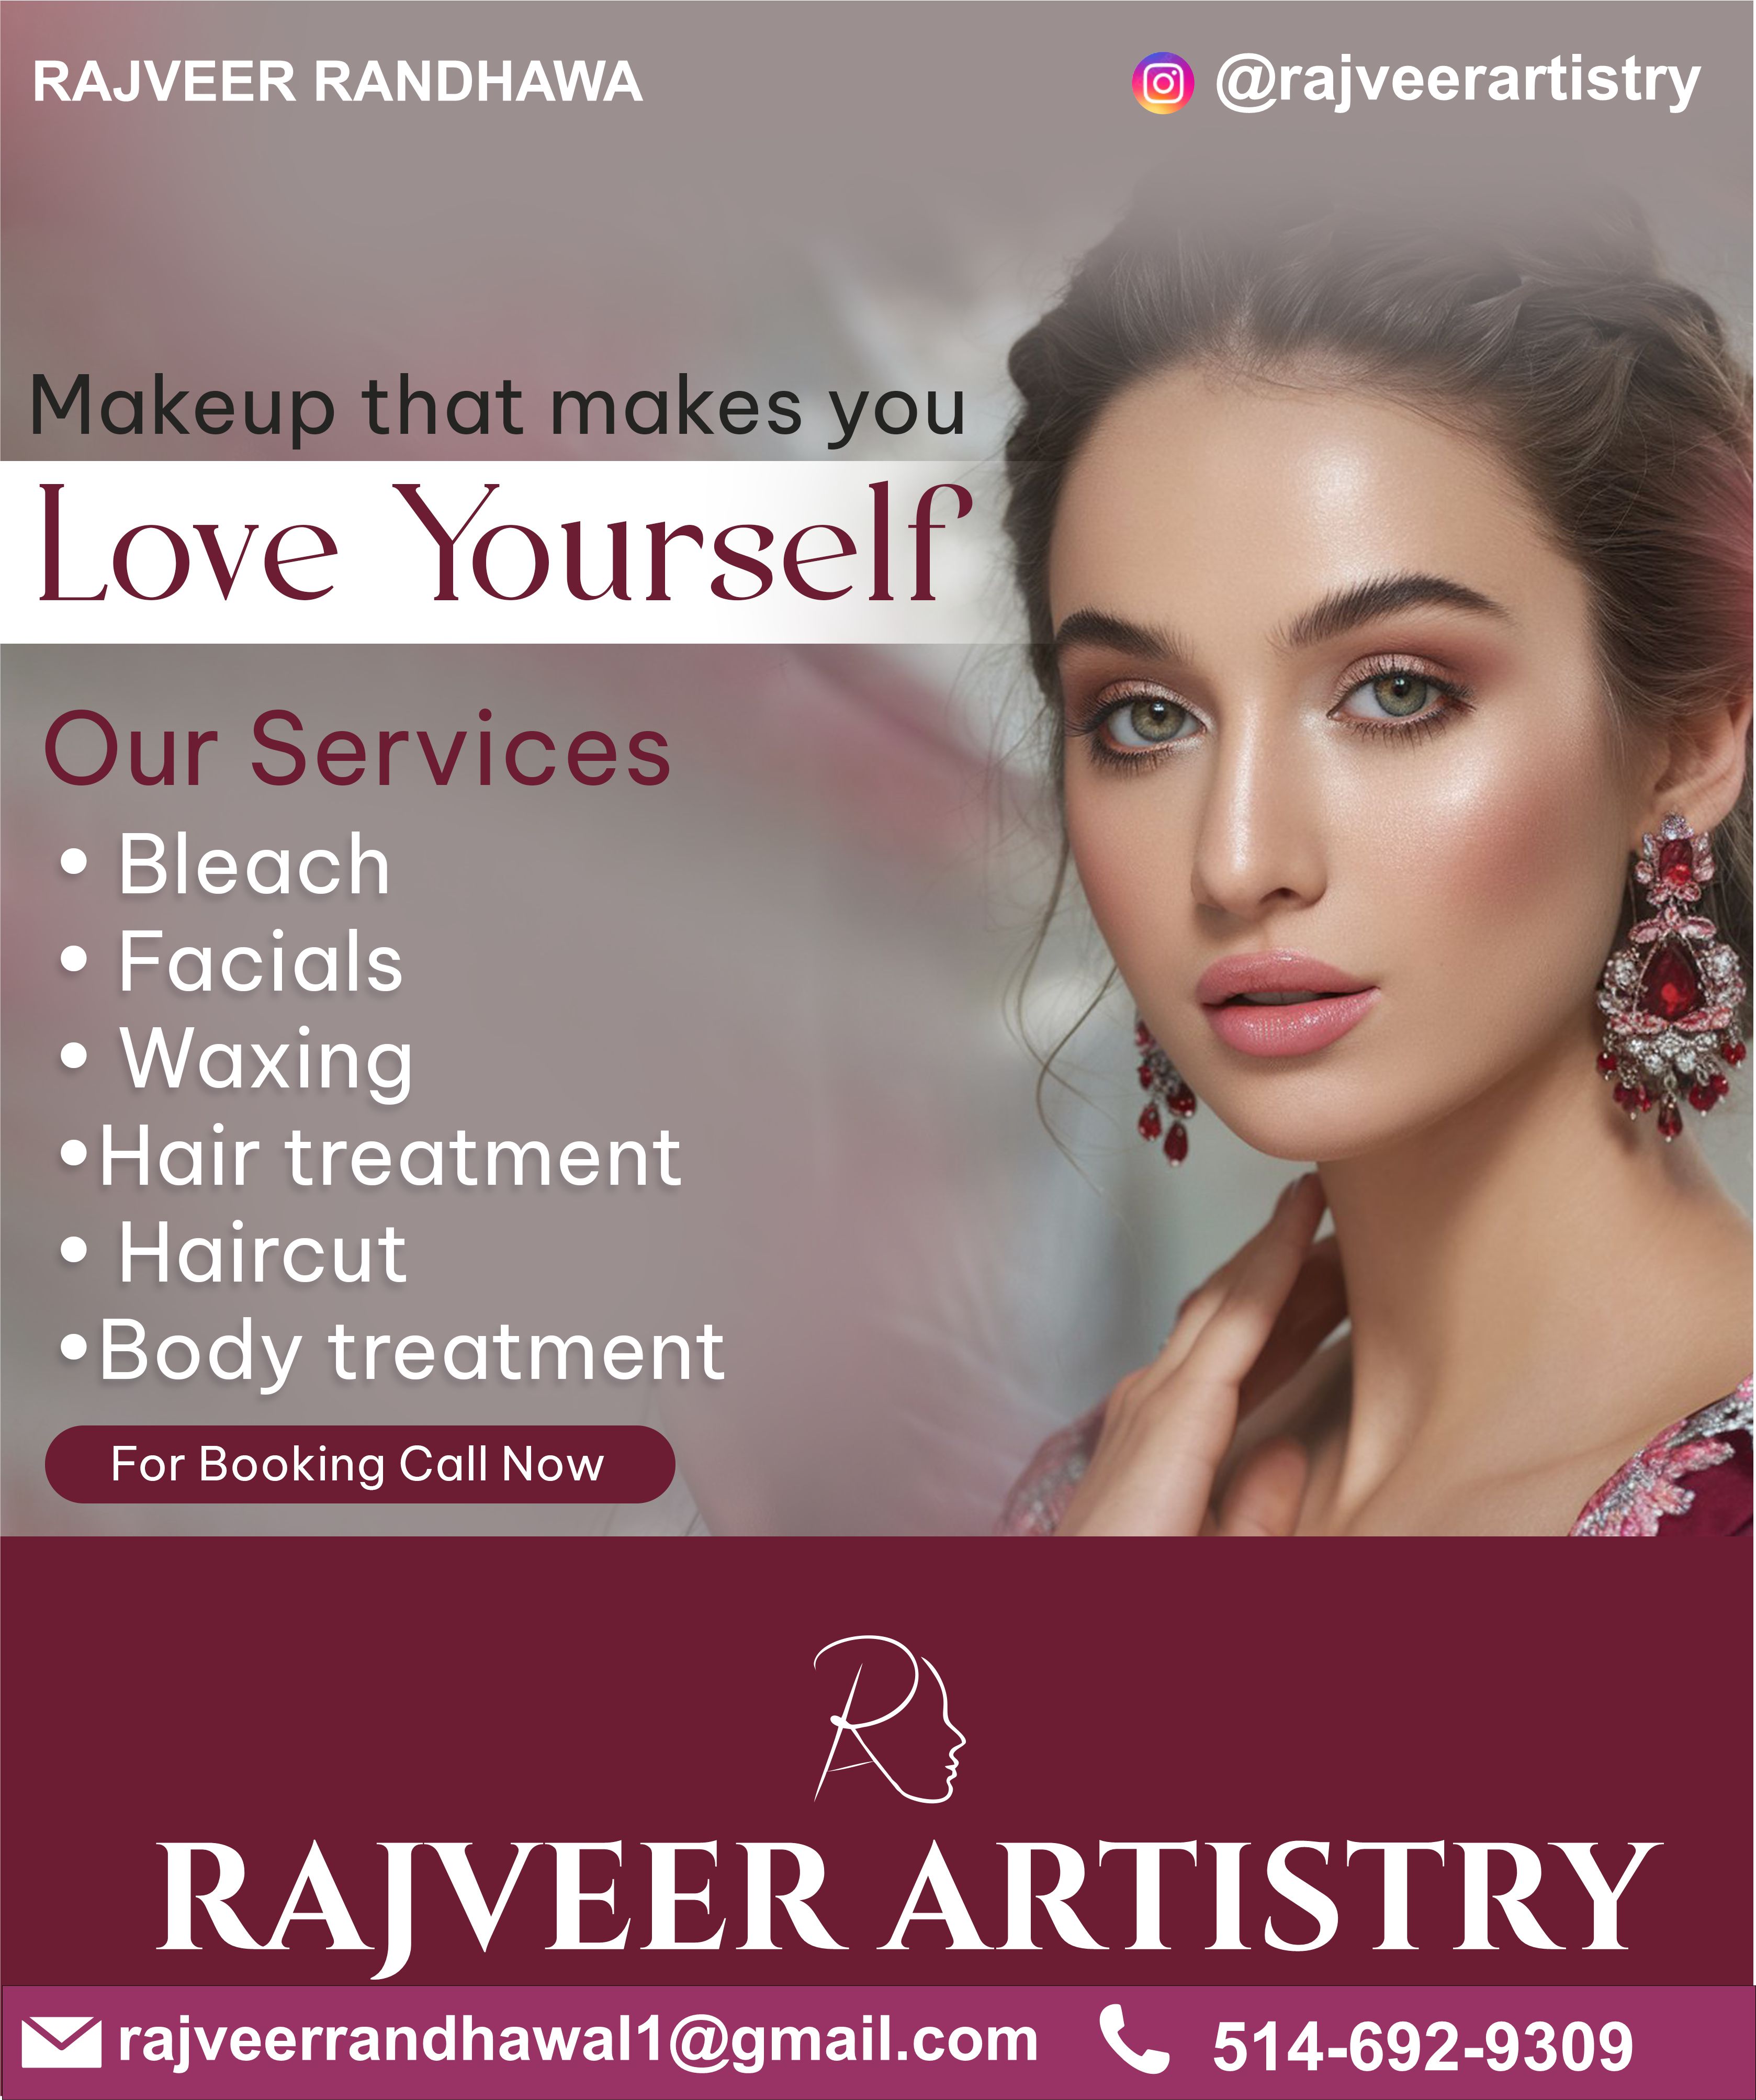 RAJVEER RANDHAWA
@rajveerartistry
Makeup that makes you
Love Yourself
Our Services
• Bleach
• Facials
• Waxing
•Hair treatment
• Haircut
•Body treatment
For Booking Call Now
RAJVEER ARTISTRY
rajveerrandhawal1@gmail.com
514-692-9309